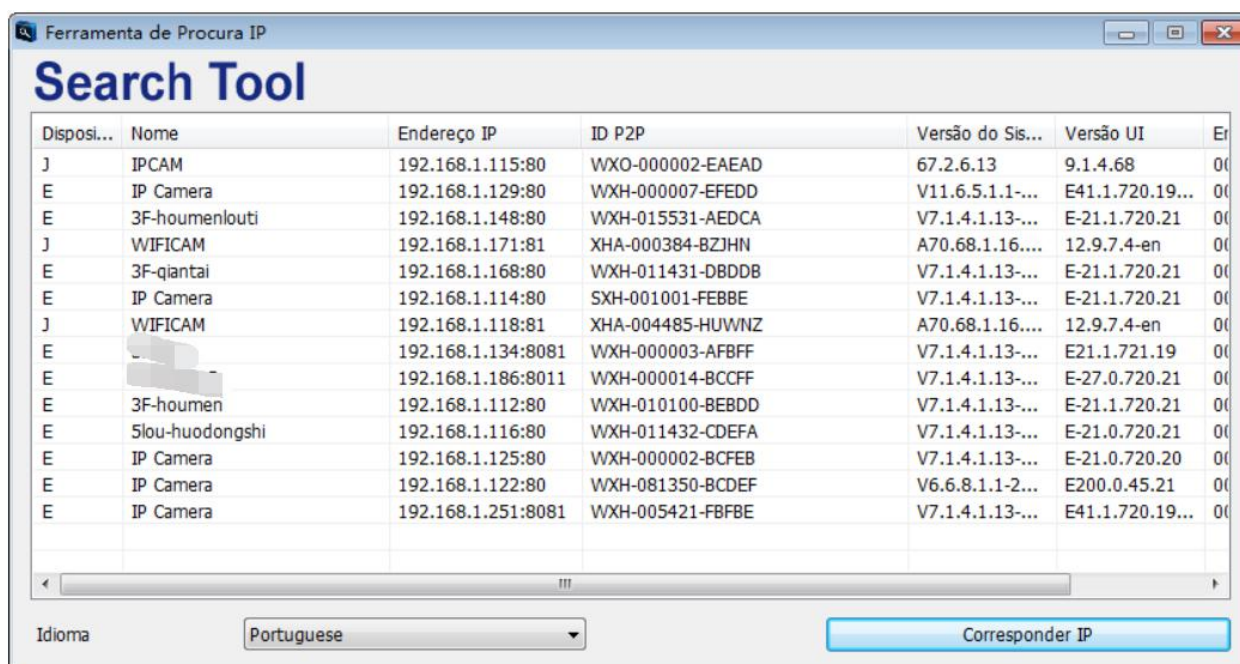 Ferramenta de Procura IP
Search Tool
Disposi... Nome Endereço IP ID P2P Versão do Sis... Versão UI
J IPCAM 192.168.1.115:80 WXO-000002-EAEAD 67.2.6.13 9.1.4.68
E IP Camera 192.168.1.129:80 WXH-000007-EFEDD V11.6.5.1.1-... E41.1.720.19...
E 3F-houmenlouti 192.168.1.148:80 WXH-015531-AEDCA V7.1.4.1.13-... E-21.1.720.21
J WIFICAM 192.168.1.171:81 XHA-000384-BZJHN A70.68.1.16.... 12.9.7.4-en
E 3F-qiantai 192.168.1.168:80 WXH-011431-DBDDB V7.1.4.1.13-... E-21.1.720.21
E IP Camera 192.168.1.114:80 SXH-001001-FEBBE V7.1.4.1.13-... E-21.1.720.21
J WIFICAM 192.168.1.118:81 XHA-004485-HUWNZ A70.68.1.16.... 12.9.7.4-en
E 192.168.1.134:8081 WXH-000003-AFBFF V7.1.4.1.13-... E21.1.721.19
E 192.168.1.186:8011 WXH-000014-BCCFF V7.1.4.1.13-... E-27.0.720.21
E 3F-houmen 192.168.1.112:80 WXH-010100-BEBDD V7.1.4.1.13-... E-21.1.720.21
E 5lou-huodongshi 192.168.1.116:80 WXH-011432-CDEFA V7.1.4.1.13-... E-21.0.720.21
E IP Camera 192.168.1.125:80 WXH-000002-BCFEB V7.1.4.1.13-... E-21.0.720.20
E IP Camera 192.168.1.122:80 WXH-081350-BCDEF V6.6.8.1.1-2... E200.0.45.21
E IP Camera 192.168.1.251:8081 WXH-005421-FBFBE V7.1.4.1.13-... E41.1.720.19...
Idioma Portuguese Corresponder IP